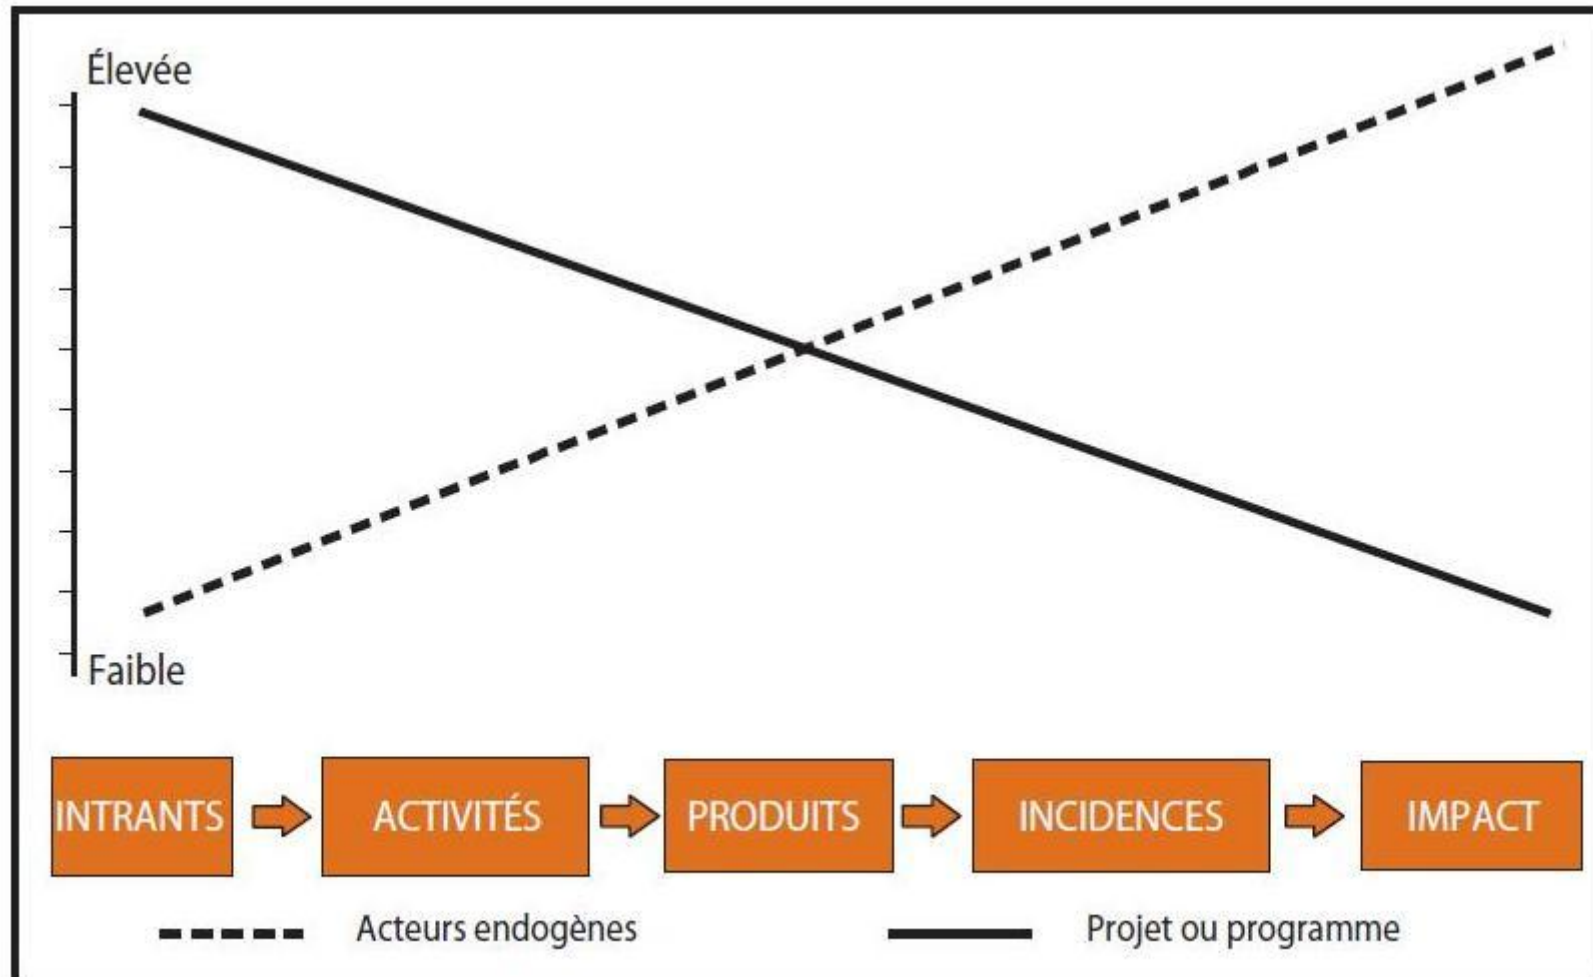 Élevée
Faible
INTRANTS
ACTIVITÉS
PRODUITS
INCIDENCES
IMPACT
Acteurs endogènes
Projet ou programme